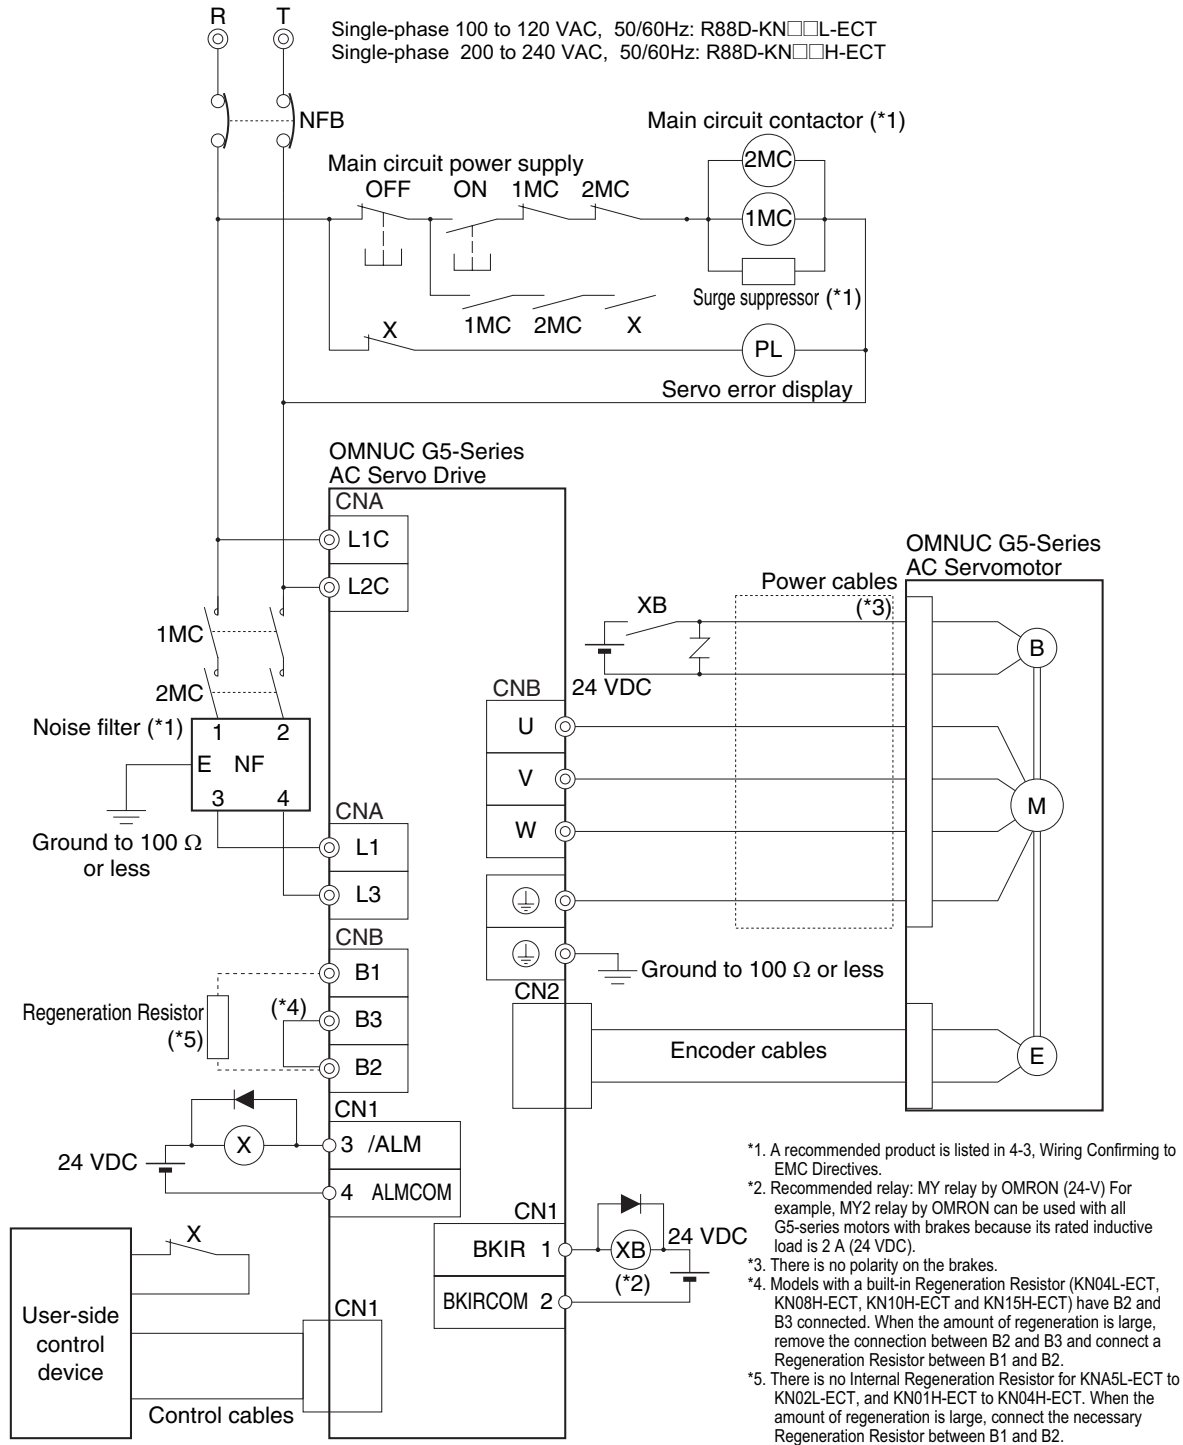 R T
Single-phase 100 to 120 VAC, 50/60Hz: R88D-KN□□L-ECT
Single-phase 200 to 240 VAC, 50/60Hz: R88D-KN□□H-ECT
NFB
Main circuit contactor (*1)
2MC
Main circuit power supply
OFF ON 1MC 2MC
1MC
Surge suppressor (*1)
1MC 2MC X
X
PL
Servo error display
OMNUC G5-Series
AC Servo Drive
CNA
L1C
L2C
OMNUC G5-Series
AC Servomotor
Power cables
(*3)
XB
24 VDC
B
1MC
2MC
Noise filter (*1)
1 2
E NF
3 4
Ground to 100 Ω
or less
CNB
U
V
W
M
CNA
L1
L3
CNB
B1
B3
B2
Regeneration Resistor
(*5)
(*4)
Ground to 100 Ω or less
CN2
Encoder cables
E
CN1
3 /ALM
4 ALMCOM
X
24 VDC
CN1
BKIR 1
BKIRCOM 2
XB
(*2)
24 VDC
X
User-side
control
device
CN1
Control cables
*1. A recommended product is listed in 4-3, Wiring Confirming to
EMC Directives.
*2. Recommended relay: MY relay by OMRON (24-V) For
example, MY2 relay by OMRON can be used with all
G5-series motors with brakes because its rated inductive
load is 2 A (24 VDC).
*3. There is no polarity on the brakes.
*4. Models with a built-in Regeneration Resistor (KN04L-ECT,
KN08H-ECT, KN10H-ECT and KN15H-ECT) have B2 and
B3 connected. When the amount of regeneration is large,
remove the connection between B2 and B3 and connect a
Regeneration Resistor between B1 and B2.
*5. There is no Internal Regeneration Resistor for KNA5L-ECT to
KN02L-ECT, and KN01H-ECT to KN04H-ECT. When the
amount of regeneration is large, connect the necessary
Regeneration Resistor between B1 and B2.